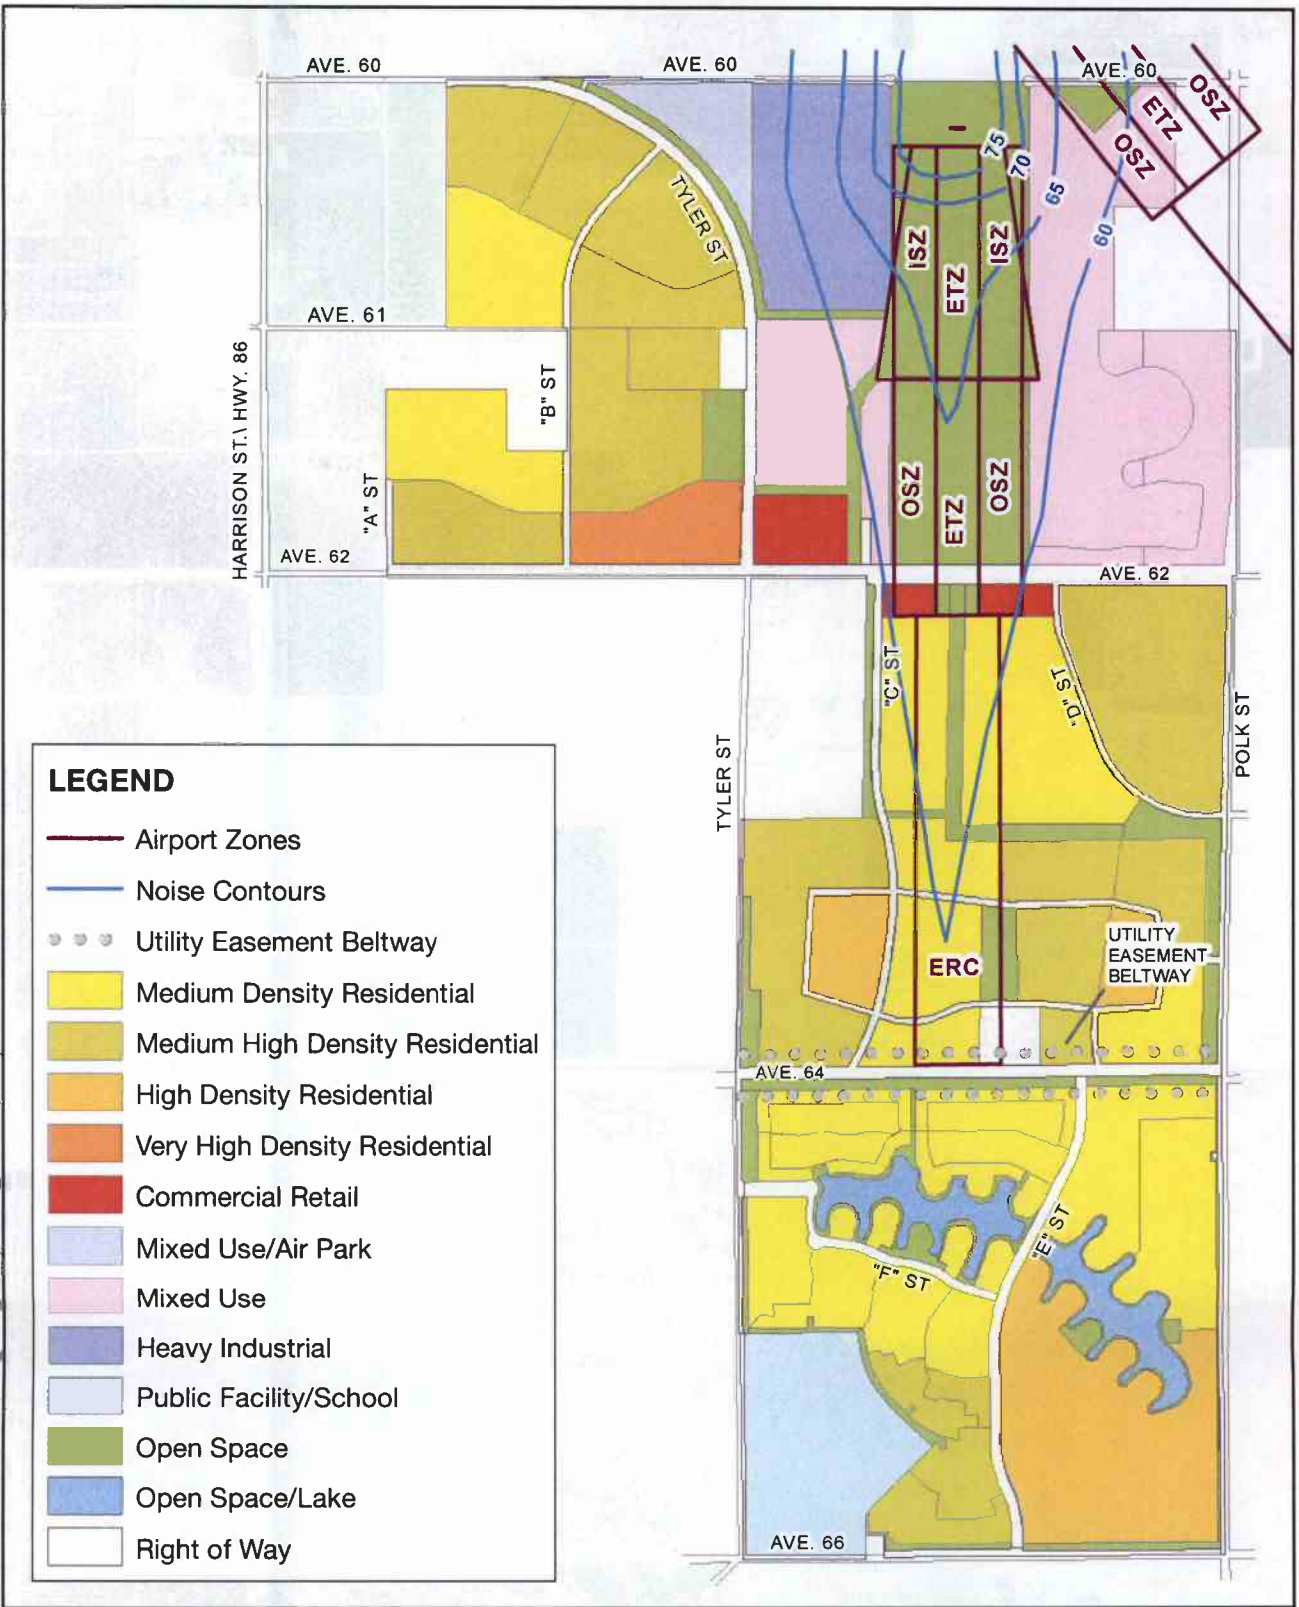 AVE. 60
AVE. 60
AVE. 60
OSZ
ETZ
OSZ
75
70
65
60
TYLER ST
ISZ
ETZ
ISZ
AVE. 61
HARRISON ST.\ HWY. 86
"B" ST
"A" ST
OSZ
ETZ
OSZ
AVE. 62
AVE. 62
"C" ST
"D" ST
TYLER ST
POLK ST
UTILITY
EASEMENT
BELTWAY
ERC
AVE. 64
"E" ST
"F" ST
AVE. 66
LEGEND
Airport Zones
Noise Contours
Utility Easement Beltway
Medium Density Residential
Medium High Density Residential
High Density Residential
Very High Density Residential
Commercial Retail
Mixed Use/Air Park
Mixed Use
Heavy Industrial
Public Facility/School
Open Space
Open Space/Lake
Right of Way